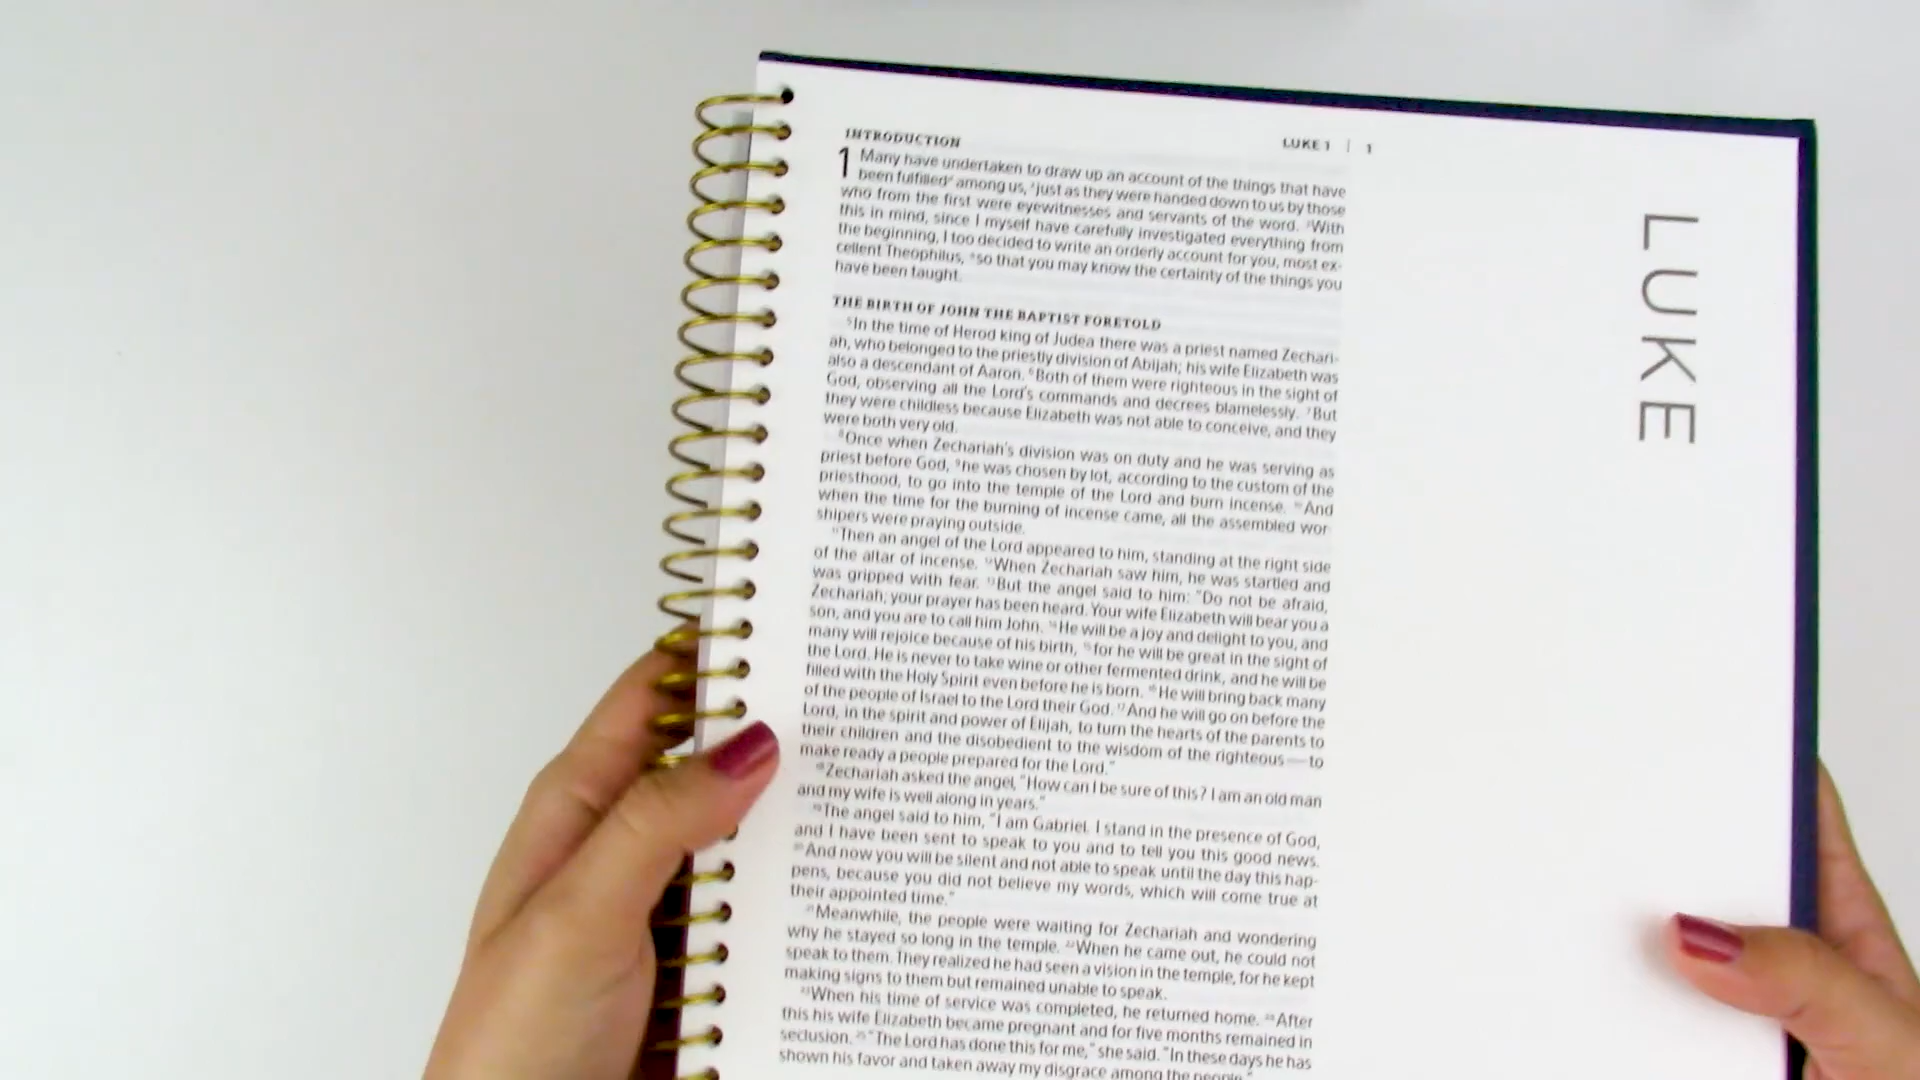 INTRODUCTION
LUKE 1 | 1
1 Many have undertaken to draw up an account of the things that have
been fulfilled among us, ²just as they were handed down to us by those
who from the first were eyewitnesses and servants of the word. ³With
this in mind, since I myself have carefully investigated everything from
the beginning, I too decided to write an orderly account for you, most ex-
cellent Theophilus, ⁴so that you may know the certainty of the things you
have been taught.
THE BIRTH OF JOHN THE BAPTIST FORETOLD
⁵In the time of Herod king of Judea there was a priest named Zechari-
ah, who belonged to the priestly division of Abijah; his wife Elizabeth was
also a descendant of Aaron. ⁶Both of them were righteous in the sight of
God, observing all the Lord's commands and decrees blamelessly. ⁷But
they were childless because Elizabeth was not able to conceive, and they
were both very old.
⁸Once when Zechariah's division was on duty and he was serving as
priest before God, ⁹he was chosen by lot, according to the custom of the
priesthood, to go into the temple of the Lord and burn incense. ¹⁰And
when the time for the burning of incense came, all the assembled wor-
shipers were praying outside.
¹¹Then an angel of the Lord appeared to him, standing at the right side
of the altar of incense. ¹²When Zechariah saw him, he was startled and
was gripped with fear. ¹³But the angel said to him: "Do not be afraid,
Zechariah; your prayer has been heard. Your wife Elizabeth will bear you a
son, and you are to call him John. ¹⁴He will be a joy and delight to you, and
many will rejoice because of his birth, ¹⁵for he will be great in the sight of
the Lord. He is never to take wine or other fermented drink, and he will be
filled with the Holy Spirit even before he is born. ¹⁶He will bring back many
of the people of Israel to the Lord their God. ¹⁷And he will go on before the
Lord, in the spirit and power of Elijah, to turn the hearts of the parents to
their children and the disobedient to the wisdom of the righteous—to
make ready a people prepared for the Lord."
¹⁸Zechariah asked the angel, "How can I be sure of this? I am an old man
and my wife is well along in years."
¹⁹The angel said to him, "I am Gabriel. I stand in the presence of God,
and I have been sent to speak to you and to tell you this good news.
²⁰And now you will be silent and not able to speak until the day this hap-
pens, because you did not believe my words, which will come true at
their appointed time."
²¹Meanwhile, the people were waiting for Zechariah and wondering
why he stayed so long in the temple. ²²When he came out, he could not
speak to them. They realized he had seen a vision in the temple, for he kept
making signs to them but remained unable to speak.
²³When his time of service was completed, he returned home. ²⁴After
this his wife Elizabeth became pregnant and for five months remained in
seclusion. ²⁵"The Lord has done this for me," she said. "In these days he has
shown his favor and taken away my disgrace among the people."
LUKE